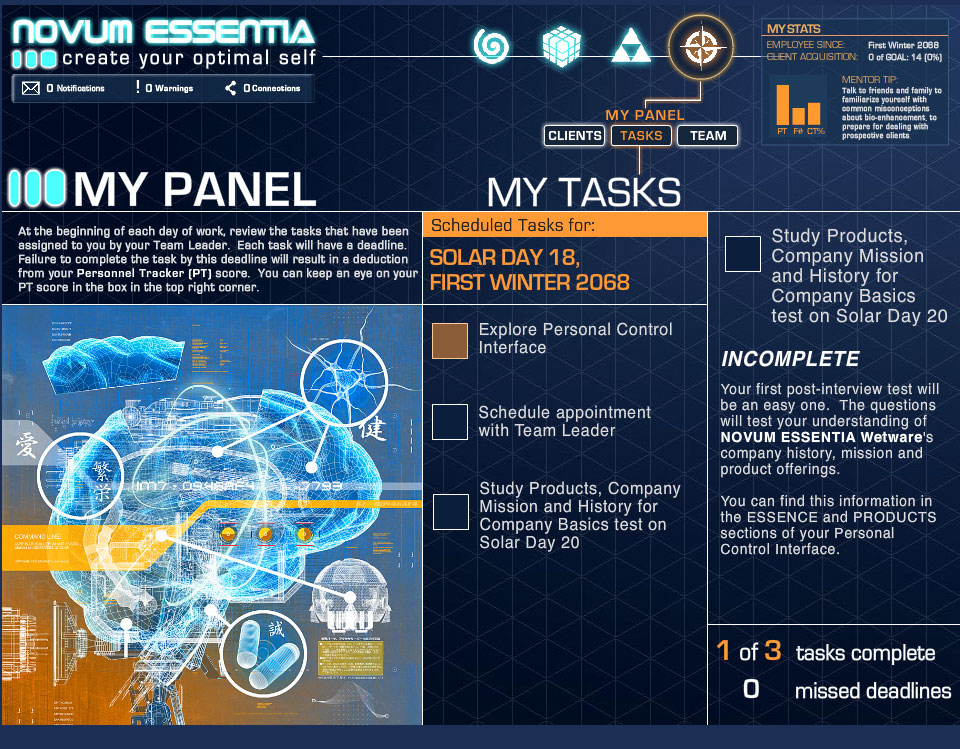 NOVUM ESSENTIA
create your optimal self
0 Notifications
! 0 Warnings
0 Connections
MY PANEL
CLIENTS
TASKS
TEAM
MY STATS
EMPLOYEE SINCE: First Winter 2068
CLIENT ACQUISITION: 0 of GOAL: 14 (0%)
PT F# CT%
MENTOR TIP:
Talk to friends and family to
familiarize yourself with
common misconceptions
about bio-enhancement, to
prepare for dealing with
prospective clients
MY PANEL
MY TASKS
At the beginning of each day of work, review the tasks that have been
assigned to you by your Team Leader. Each task will have a deadline.
Failure to complete the task by this deadline will result in a deduction
from your Personnel Tracker (PT) score. You can keep an eye on your
PT score in the box in the top right corner.
愛
繁
栄
健
COMMAND LINE
誠
Scheduled Tasks for:
SOLAR DAY 18,
FIRST WINTER 2068
Explore Personal Control
Interface
Schedule appointment
with Team Leader
Study Products, Company
Mission and History for
Company Basics test on
Solar Day 20
Study Products,
Company Mission
and History for
Company Basics
test on Solar Day 20
INCOMPLETE
Your first post-interview test will
be an easy one. The questions
will test your understanding of
NOVUM ESSENTIA Wetware's
company history, mission and
product offerings.
You can find this information in
the ESSENCE and PRODUCTS
sections of your Personal
Control Interface.
1 of 3 tasks complete
0 missed deadlines